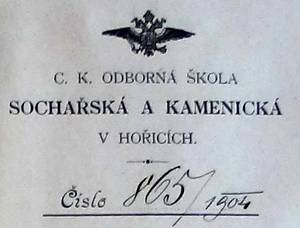 C. K. ODBORNÁ ŠKOLA
SOCHAŘSKÁ A KAMENICKÁ
V HOŘICÍCH.
Číslo 865/1904